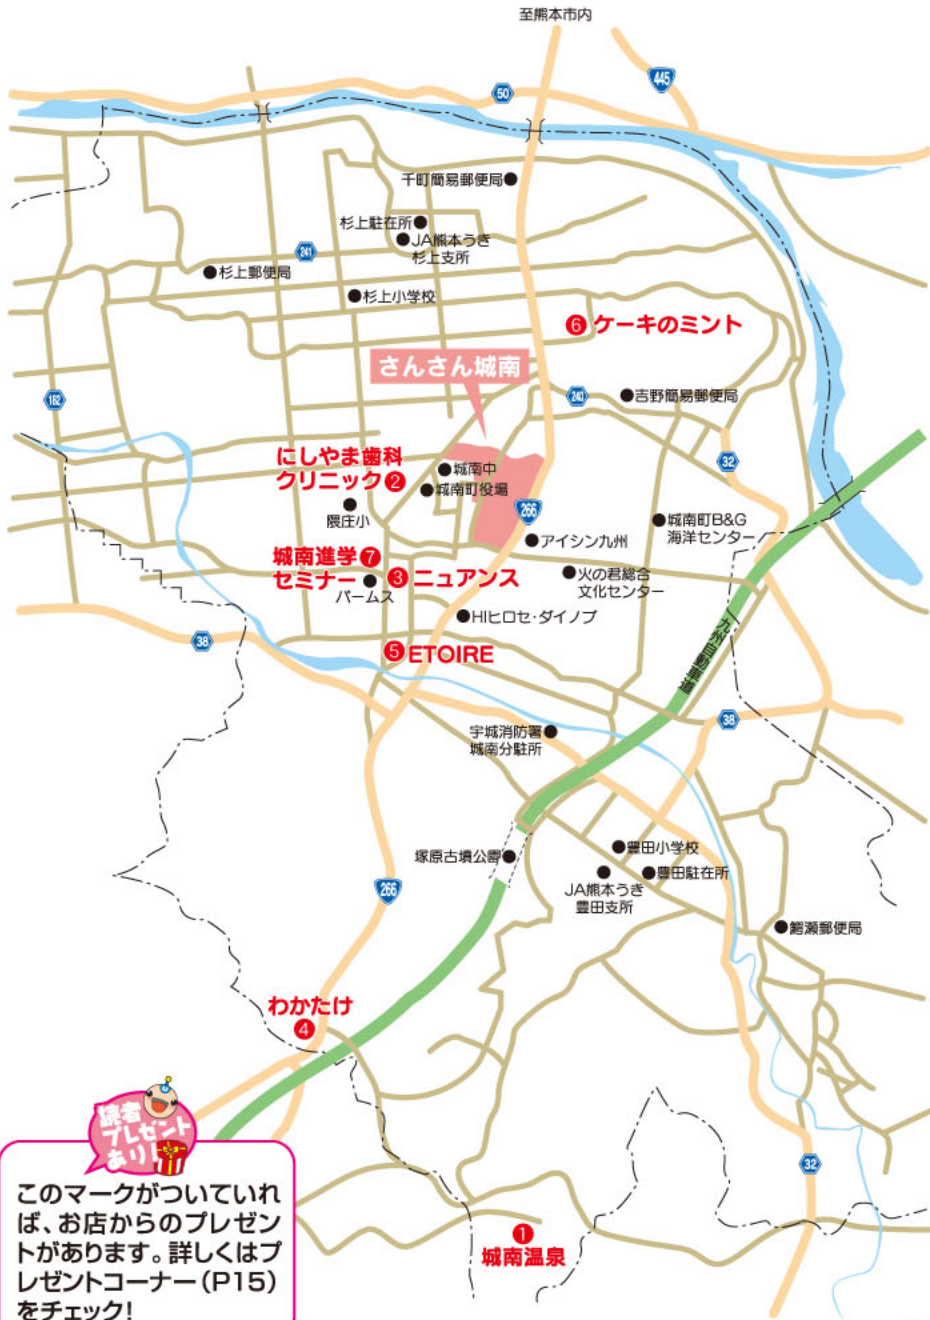 至熊本市内
445
50
千町簡易郵便局
杉上駐在所
JA熊本うき
杉上支所
241
杉上郵便局
杉上小学校
❻ ケーキのミント
さんさん城南
182
240
吉野簡易郵便局
にしやま歯科
クリニック❷
城南中
城南町役場
32
隈庄小
266
城南町B&G
海洋センター
アイシン九州
城南進学❼
セミナー
❸ ニュアンス
パームス
火の君総合
文化センター
HIヒロセ・ダイノブ
38
❺ ETOIRE
九州自動車道
38
宇城消防署
城南分駐所
塚原古墳公園
豊田小学校
豊田駐在所
JA熊本うき
豊田支所
266
鰐瀬郵便局
わかたけ
❹
読者
プレゼント
あり!
このマークがついていれ
ば、お店からのプレゼン
トがあります。詳しくはプ
レゼントコーナー(P15)
をチェック!
32
❶
城南温泉